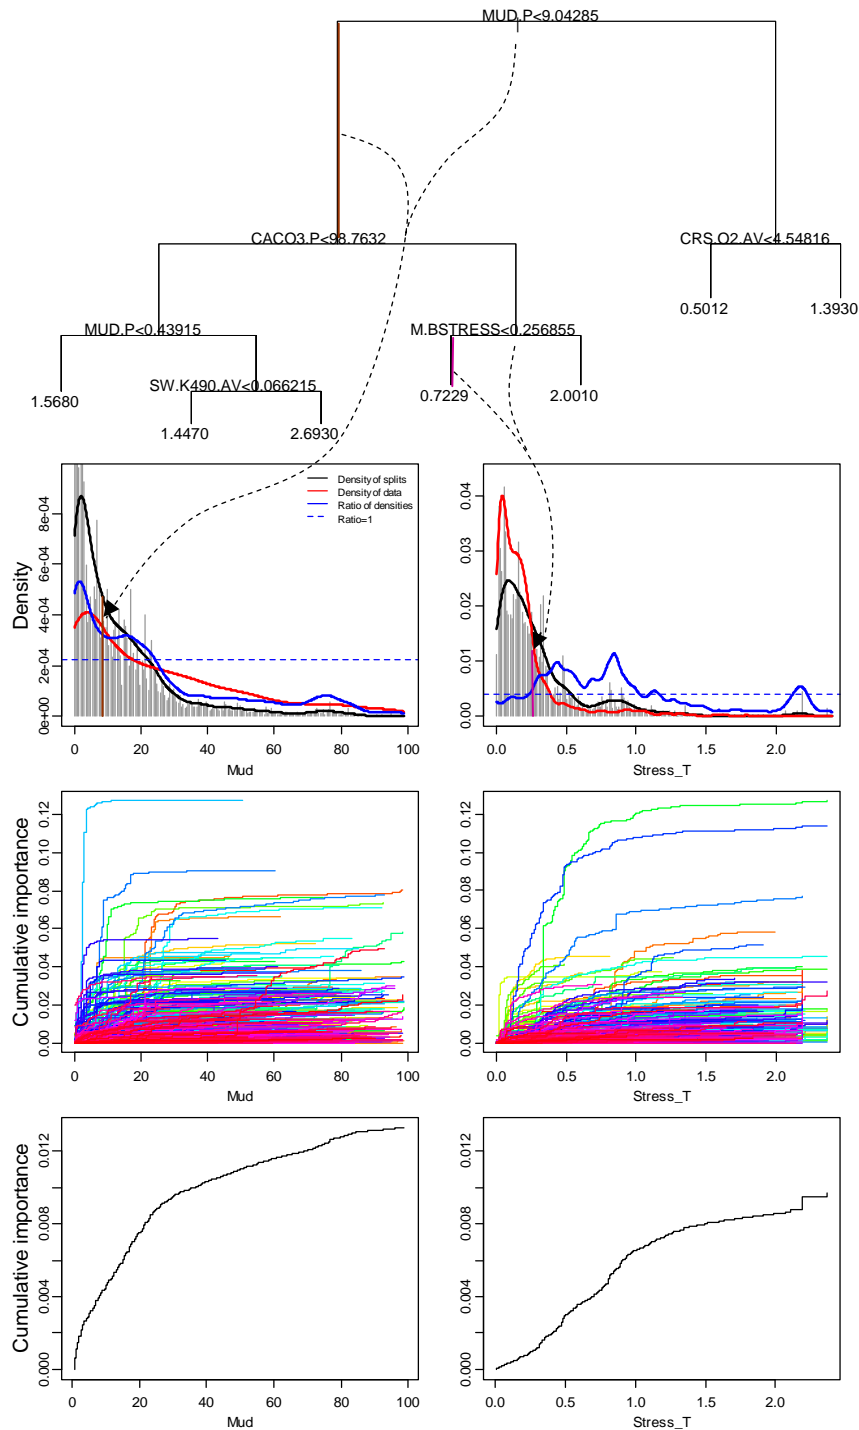 MUD.P<9.04285
CACO3.P<98.7632
CRS.O2.AV<4.54816
0.5012
1.3930
MUD.P<0.43915
M.BSTRESS<0.256855
SW.K490.AV<0.066215
1.5680
0.7229
2.0010
1.4470
2.6930
Density of splits
Density of data
Ratio of densities
Ratio=1
Density
0e+00 2e-04 4e-04 6e-04 8e-04
0 20 40 60 80 100
Mud
0.00 0.01 0.02 0.03 0.04
0.0 0.5 1.0 1.5 2.0
Stress_T
Cumulative importance
0.00 0.02 0.04 0.06 0.08 0.10 0.12
0 20 40 60 80 100
Mud
0.00 0.02 0.04 0.06 0.08 0.10 0.12
0.0 0.5 1.0 1.5 2.0
Stress_T
Cumulative importance
0.000 0.004 0.008 0.012
0 20 40 60 80 100
Mud
0.000 0.004 0.008 0.012
0.0 0.5 1.0 1.5 2.0
Stress_T